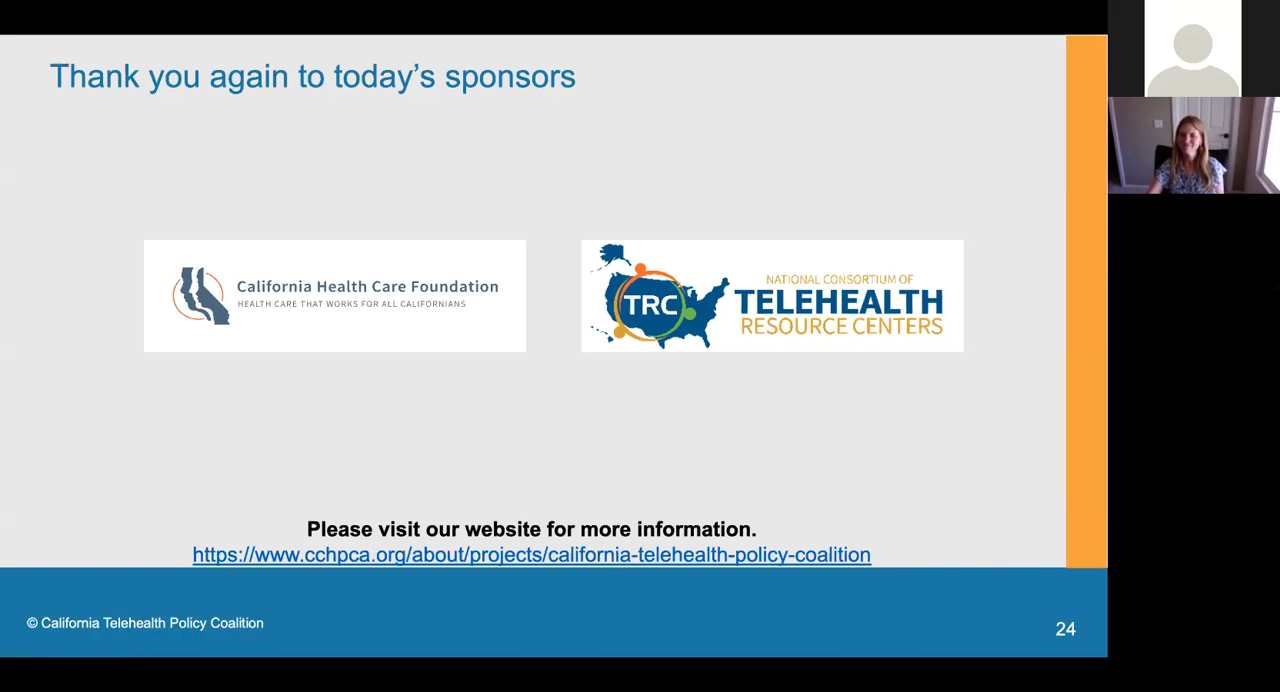 Thank you again to today's sponsors
California Health Care Foundation
HEALTH CARE THAT WORKS FOR ALL CALIFORNIANS
TRC
NATIONAL CONSORTIUM OF
TELEHEALTH
RESOURCE CENTERS
Please visit our website for more information.
https://www.cchpca.org/about/projects/california-telehealth-policy-coalition
© California Telehealth Policy Coalition
24